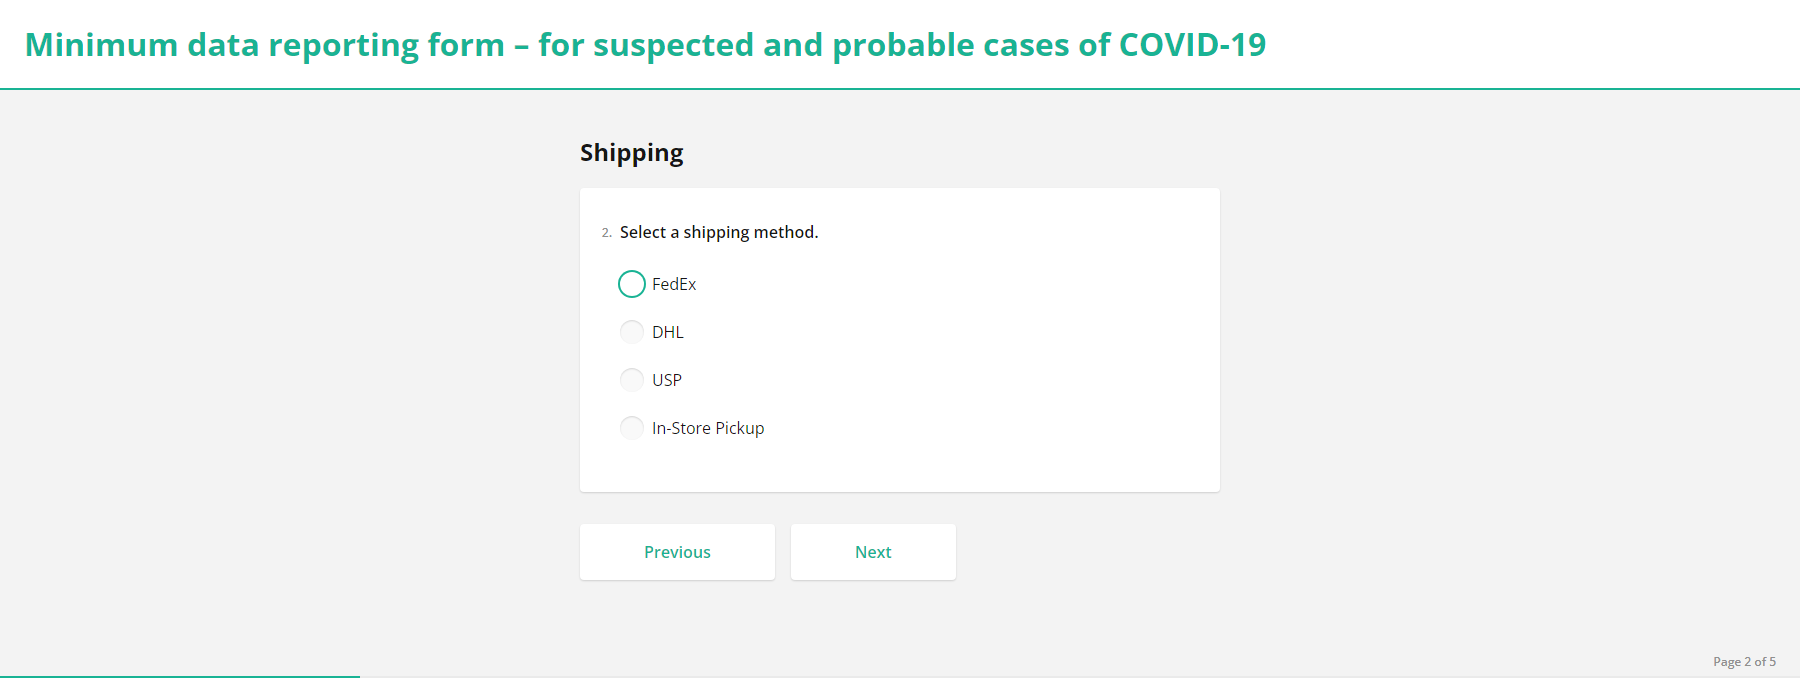 Minimum data reporting form – for suspected and probable cases of COVID-19
Shipping
2. Select a shipping method.
FedEx
DHL
USP
In-Store Pickup
Previous
Next
Page 2 of 5